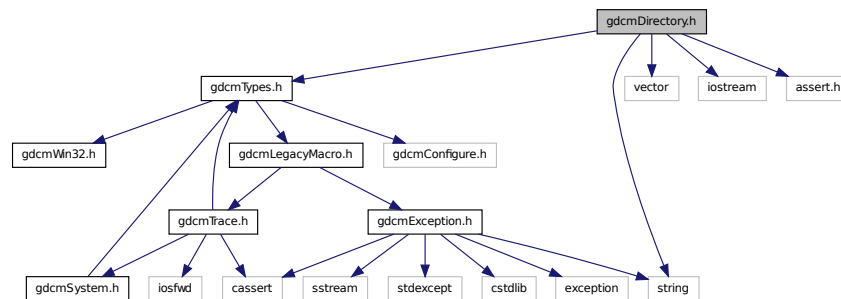 gdcmDirectory.h
gdcmTypes.h
vector
iostream
assert.h
gdcmWin32.h
gdcmLegacyMacro.h
gdcmConfigure.h
gdcmTrace.h
gdcmException.h
gdcmSystem.h
iosfwd
cassert
sstream
stdexcept
cstdlib
exception
string